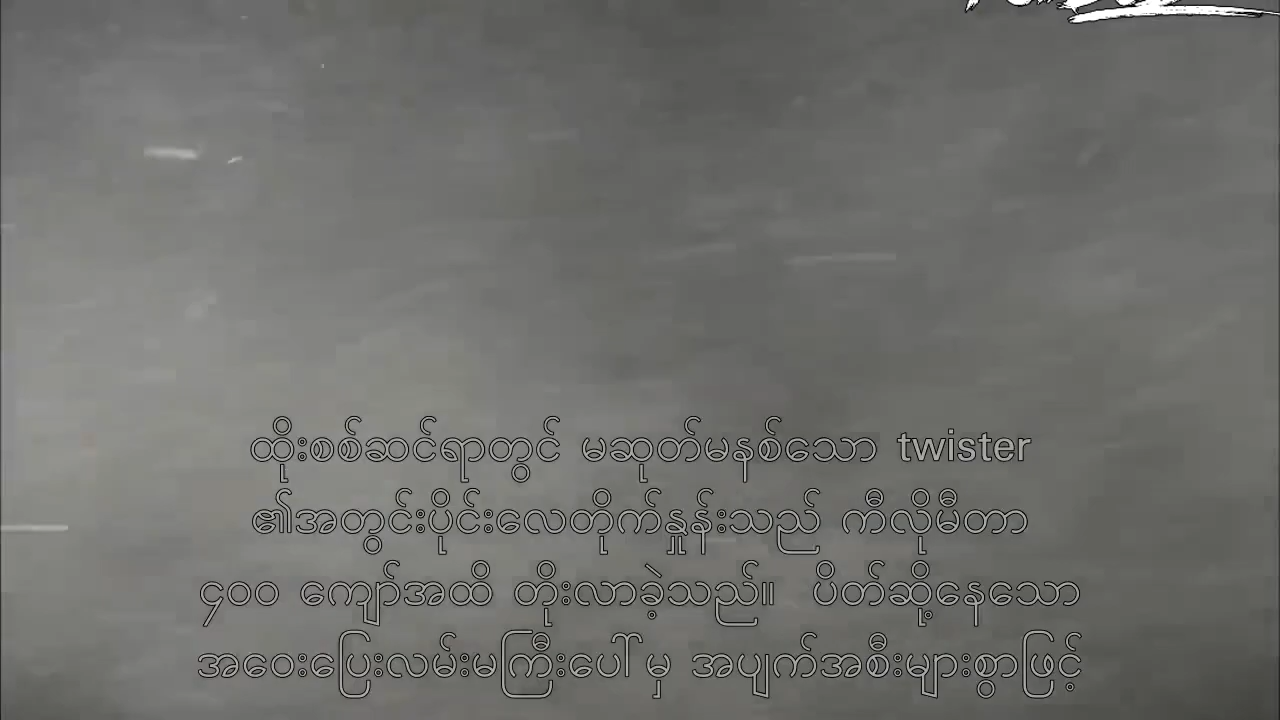 ထိုးစစ်ဆင်ရာတွင် မဆုတ်မနစ်သော twister
၏အတွင်းပိုင်းလေတိုက်နှုန်းသည် ကီလိုမီတာ
၄၀၀ ကျော်အထိ တိုးလာခဲ့သည်။ ပိတ်ဆို့နေသော
အဝေးပြေးလမ်းမကြီးပေါ်မှ အပျက်အစီးများစွာဖြင့်